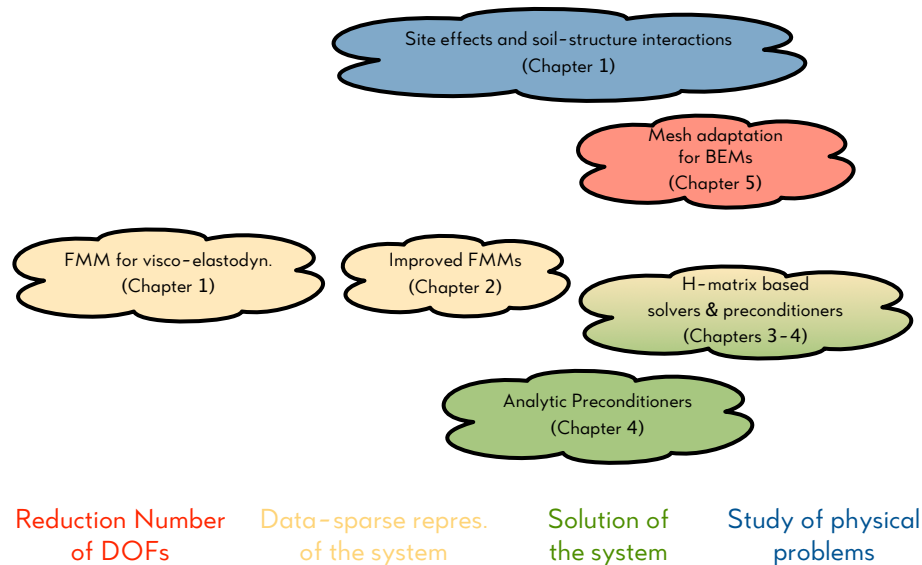 Site effects and soil-structure interactions
(Chapter 1)
Mesh adaptation
for BEMs
(Chapter 5)
FMM for visco-elastodyn.
(Chapter 1)
Improved FMMs
(Chapter 2)
H-matrix based
solvers & preconditioners
(Chapters 3-4)
Analytic Preconditioners
(Chapter 4)
Reduction Number
of DOFs
Data-sparse repres.
of the system
Solution of
the system
Study of physical
problems